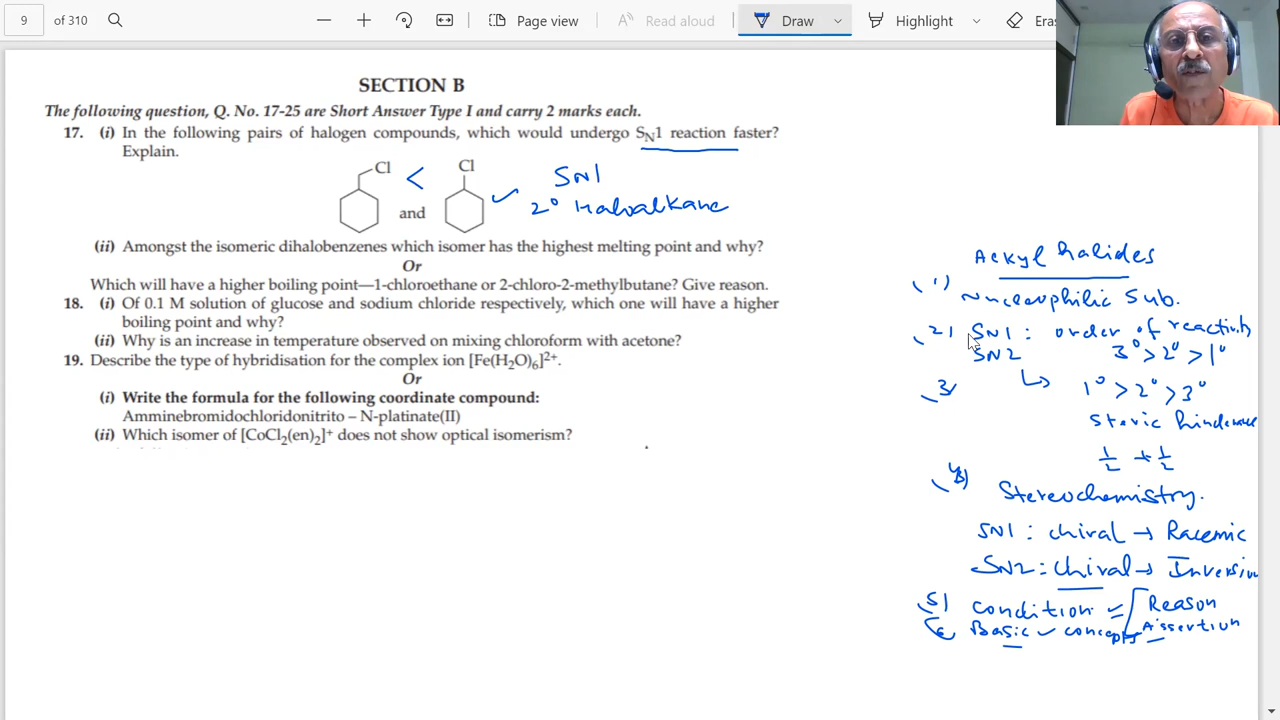 9 of 310 Page view Read aloud Draw Highlight Eras
SECTION B
The following question, Q. No. 17-25 are Short Answer Type I and carry 2 marks each.
17. (i) In the following pairs of halogen compounds, which would undergo SN1 reaction faster?
Explain.
Cl < Cl SN1
and 2° Haloalkane
(ii) Amongst the isomeric dihalobenzenes which isomer has the highest melting point and why?
Or
Which will have a higher boiling point—1-chloroethane or 2-chloro-2-methylbutane? Give reason.
18. (i) Of 0.1 M solution of glucose and sodium chloride respectively, which one will have a higher
boiling point and why?
(ii) Why is an increase in temperature observed on mixing chloroform with acetone?
19. Describe the type of hybridisation for the complex ion [Fe(H2O)6]2+.
Or
(i) Write the formula for the following coordinate compound:
Amminebromidochloridonitrito – N-platinate(II)
(ii) Which isomer of [CoCl2(en)2]+ does not show optical isomerism?
Alkyl halides
(1) Nucleophilic Sub.
(2) SN1 : order of reactivity
SN2 3° > 2° > 1°
(3) 1° > 2° > 3°
Steric hinderance
1/2 + 1/2
(4) Stereochemistry.
SN1 : chiral → Racemic
SN2 : chiral → Inversion
(5) condition = Reason
(6 Basic concepts Assertion